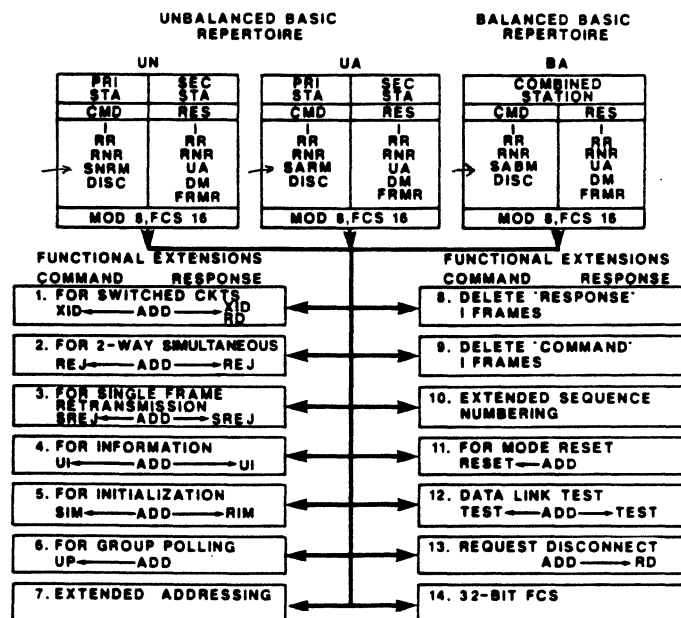 UNBALANCED BASIC REPERTOIRE
BALANCED BASIC REPERTOIRE
UN
UA
BA
PRI STA
SEC STA
CMD
RES
I
RR
RNR
SNRM
DISC
I
RR
RNR
UA
DM
FRMR
MOD 8, FCS 16
PRI STA
SEC STA
CMD
RES
I
RR
RNR
SARM
DISC
I
RR
RNR
UA
DM
FRMR
MOD 8, FCS 16
COMBINED STATION
CMD
RES
I
RR
RNR
SABM
DISC
I
RR
RNR
UA
DM
FRMR
MOD 8, FCS 16
FUNCTIONAL EXTENSIONS
COMMAND RESPONSE
1. FOR SWITCHED CKTS
XID ADD XID
RD
2. FOR 2-WAY SIMULTANEOUS
REJ ADD REJ
3. FOR SINGLE FRAME
RETRANSMISSION
SREJ ADD SREJ
4. FOR INFORMATION
UI ADD UI
5. FOR INITIALIZATION
SIM ADD RIM
6. FOR GROUP POLLING
UP ADD
7. EXTENDED ADDRESSING
FUNCTIONAL EXTENSIONS
COMMAND RESPONSE
8. DELETE 'RESPONSE'
I FRAMES
9. DELETE 'COMMAND'
I FRAMES
10. EXTENDED SEQUENCE
NUMBERING
11. FOR MODE RESET
RESET ADD
12. DATA LINK TEST
TEST ADD TEST
13. REQUEST DISCONNECT
ADD RD
14. 32-BIT FCS